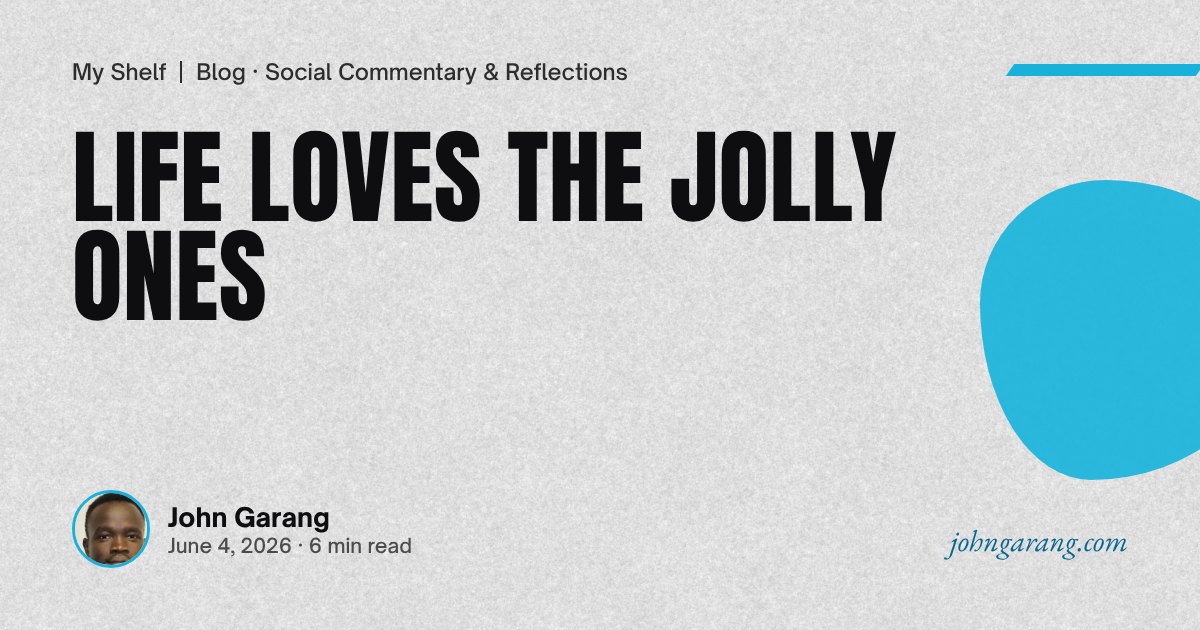 My Shelf | Blog · Social Commentary & Reflections
LIFE LOVES THE JOLLY
ONES
John Garang
June 4, 2026 · 6 min read
johngarang.com